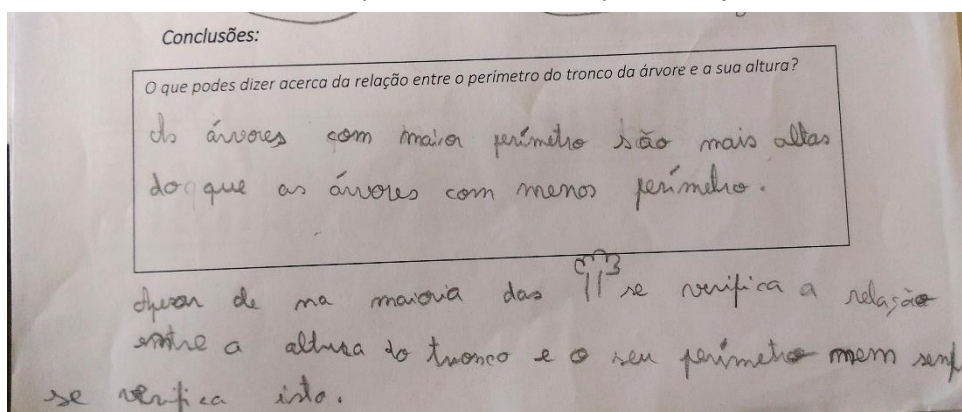 Conclusões:
O que podes dizer acerca da relação entre o perímetro do tronco da árvore e a sua altura?
As árvores com maior perímetro são mais altas
do que as árvores com menos perímetro.
Apesar de na maioria das se verifica a relação
entre a altura do tronco e o seu perímetro nem semp
se verifica isto.